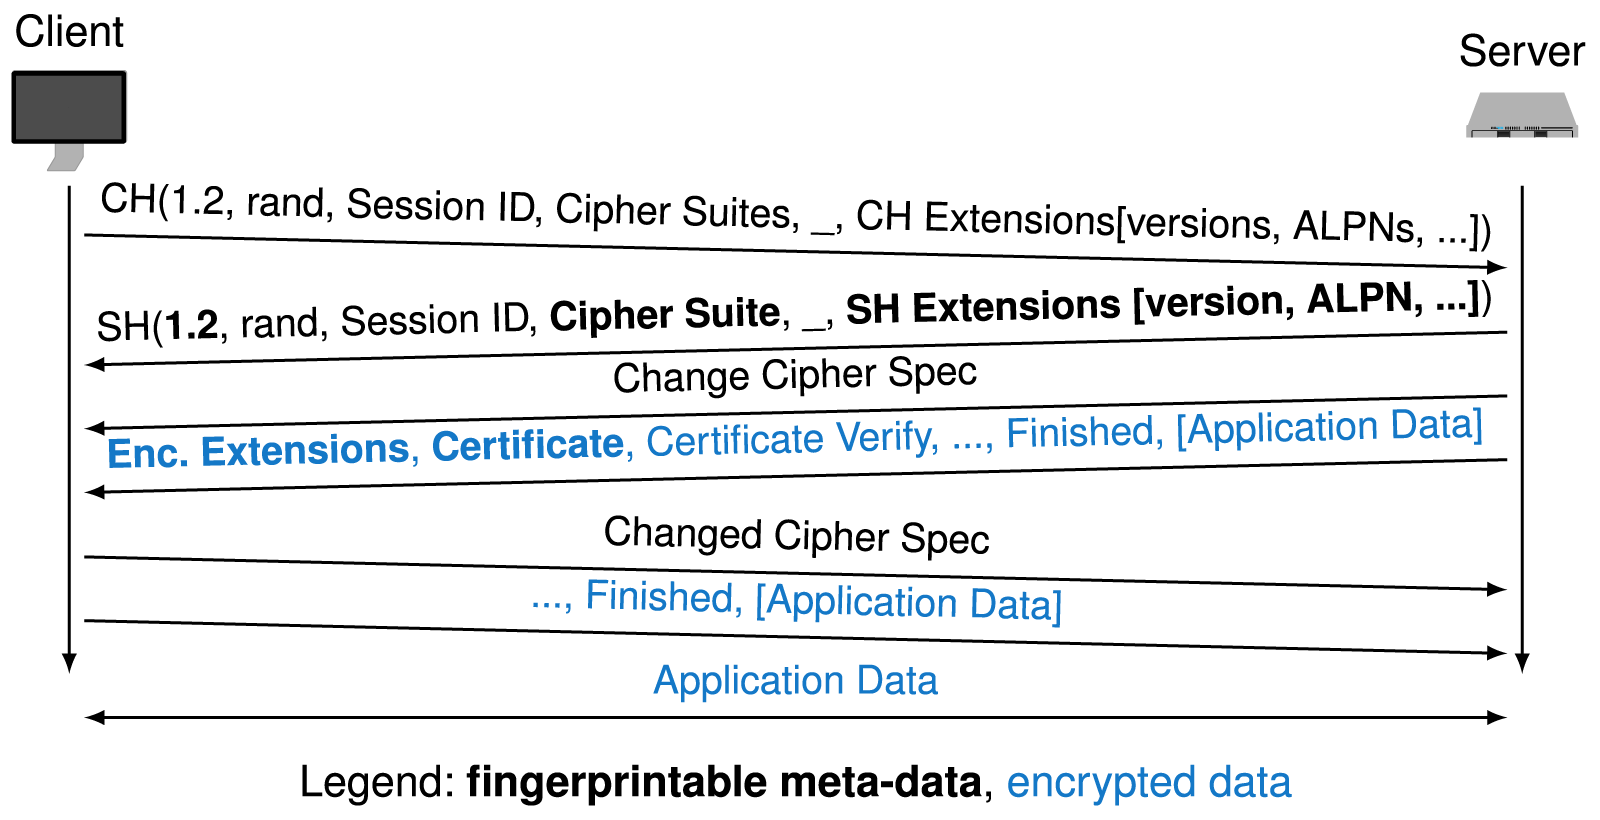 Client
Server
CH(1.2, rand, Session ID, Cipher Suites, _, CH Extensions[versions, ALPNs, ...])
SH(1.2, rand, Session ID, Cipher Suite, _, SH Extensions [version, ALPN, ...])
Change Cipher Spec
Enc. Extensions, Certificate, Certificate Verify, ..., Finished, [Application Data]
Changed Cipher Spec
..., Finished, [Application Data]
Application Data
Legend: fingerprintable meta-data, encrypted data